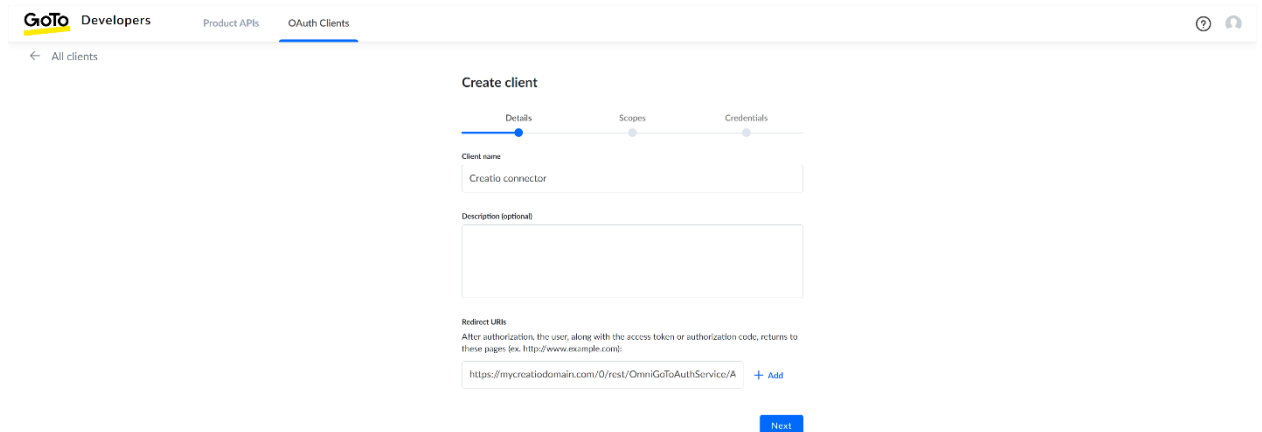 GoTo Developers Product APIs OAuth Clients
All clients
Create client
Details Scopes Credentials
Client name
Creatio connector
Description (optional)
Redirect URIs
After authorization, the user, along with the access token or authorization code, returns to
these pages (ex. http://www.example.com):
https://mycreatiodomain.com/0/rest/OmniGoToAuthService/A
+ Add
Next